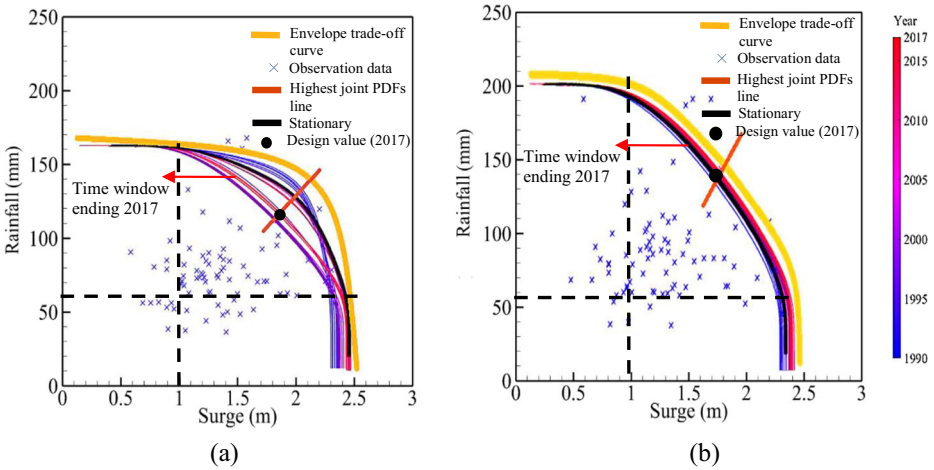 (a)
Rainfall (mm)
250
200
150
100
50
0
0
0.5
1
1.5
2
2.5
3
Surge (m)
Envelope trade-off
curve
Observation data
Highest joint PDFs
line
Stationary
Design value (2017)
Time window
ending 2017
(a)
(b)
Rainfall (mm)
250
200
150
100
50
0
0
0.5
1
1.5
2
2.5
3
Surge (m)
Envelope trade-off
curve
Observation data
Highest joint PDFs
line
Stationary
Design value (2017)
Time window
ending 2017
(b)
Year
2017
2015
2010
2005
2000
1995
1990